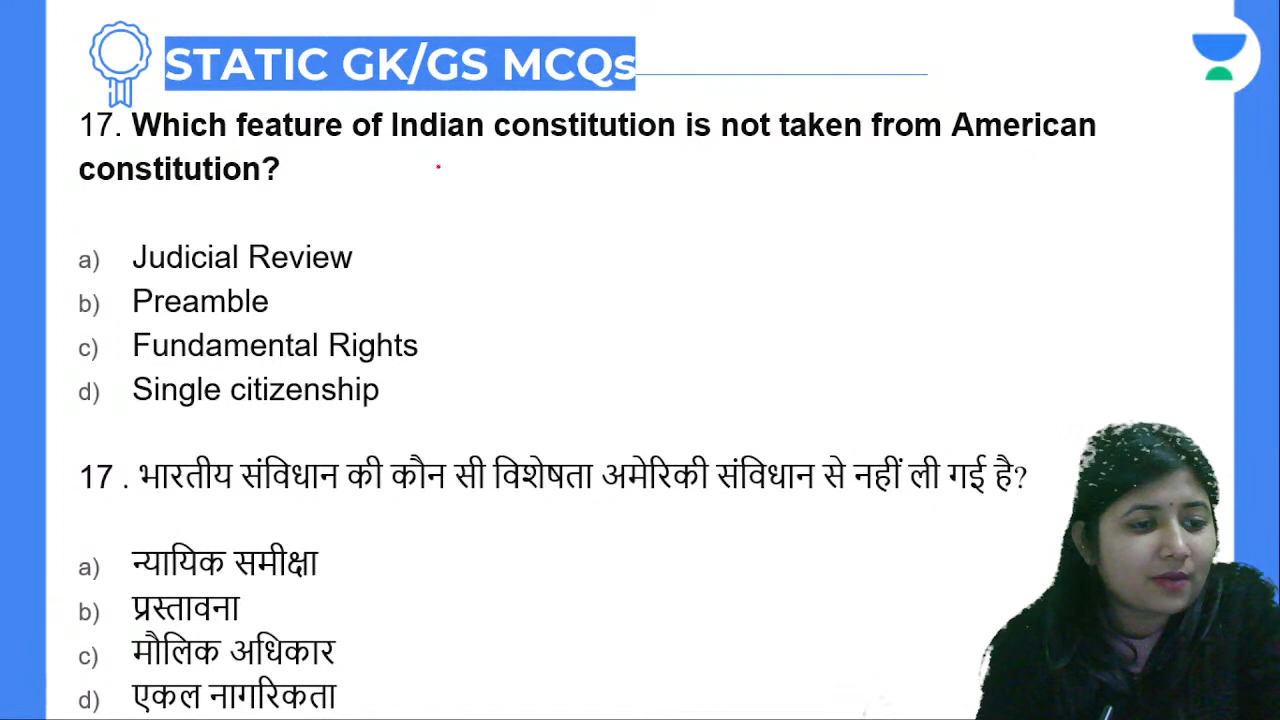 STATIC GK/GS MCQs
17. Which feature of Indian constitution is not taken from American
constitution?
a) Judicial Review
b) Preamble
c) Fundamental Rights
d) Single citizenship
17 . भारतीय संविधान की कौन सी विशेषता अमेरिकी संविधान से नहीं ली गई है?
a) न्यायिक समीक्षा
b) प्रस्तावना
c) मौलिक अधिकार
d) एकल नागरिकता